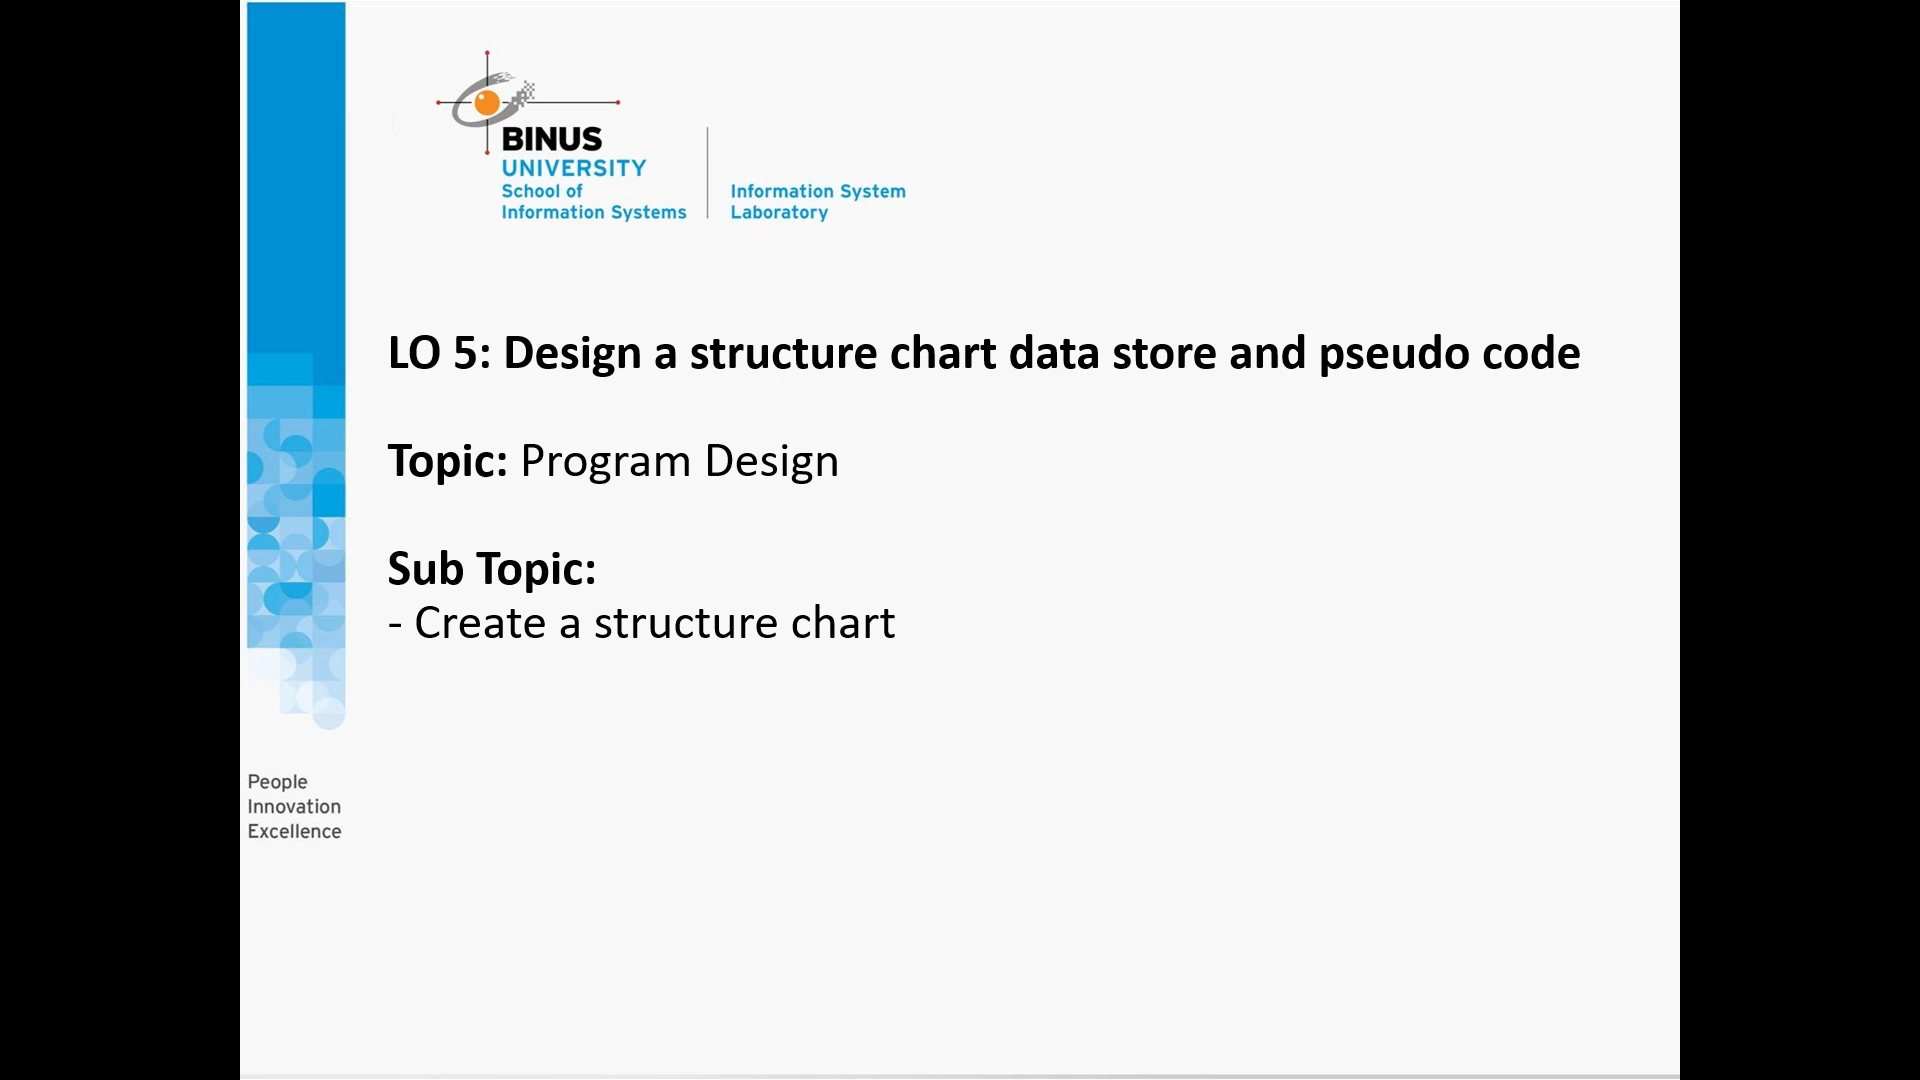 BINUS
UNIVERSITY
School of
Information Systems
Information System
Laboratory
LO 5: Design a structure chart data store and pseudo code
Topic: Program Design
Sub Topic:
- Create a structure chart
People
Innovation
Excellence